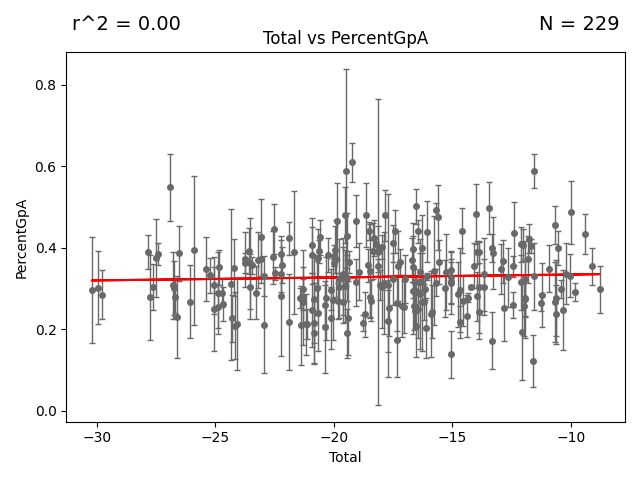 r^2 = 0.00
N = 229
Total vs PercentGpA
PercentGpA
0.8
0.6
0.4
0.2
0.0
−30
−25
−20
−15
−10
Total